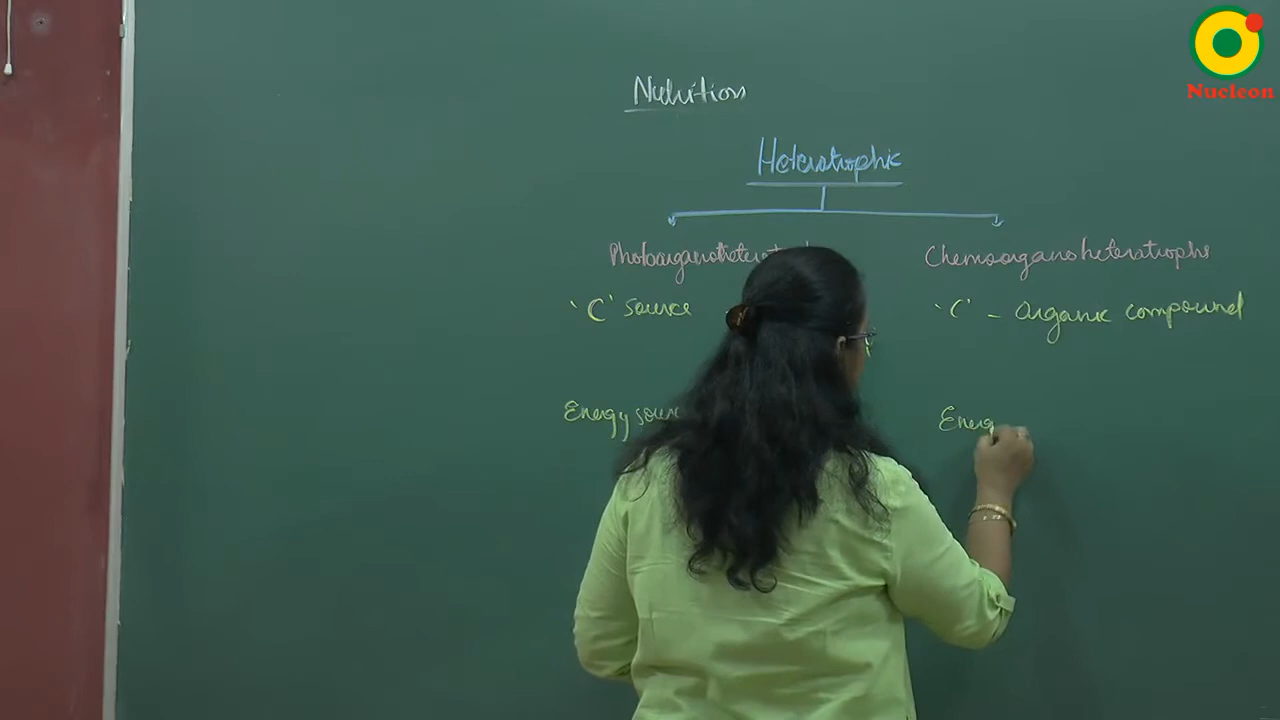 Nucleon
Nutrition
Heterotrophic
Chemoorganoheterotrophs
'C' source
'C' - organic compound
Energy